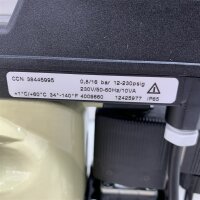 CCN 38445995 0,8/16 bar 12-230psig
230V/50-60Hz/10VA
+1°C/+60°C 34°-140°F 4008660 12425977 IP65